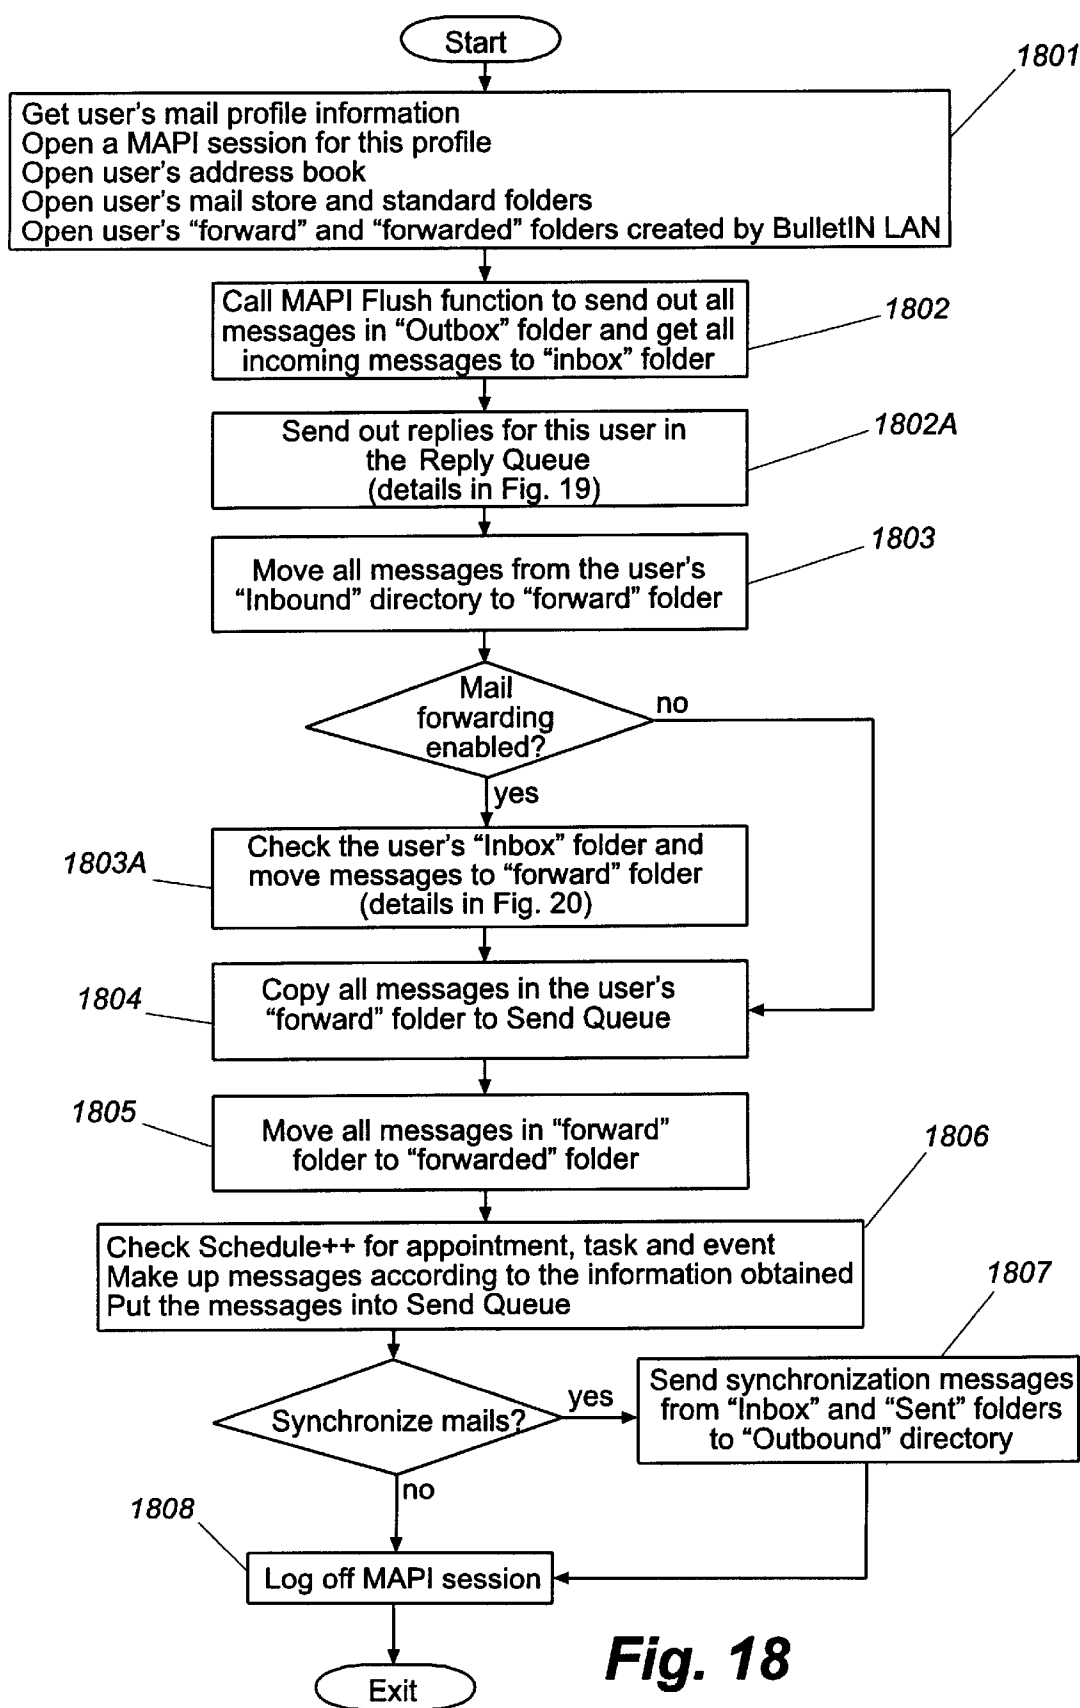 Start
1801
Get user's mail profile information
Open a MAPI session for this profile
Open user's address book
Open user's mail store and standard folders
Open user's “forward” and “forwarded” folders created by BulletIN LAN
Call MAPI Flush function to send out all
messages in “Outbox” folder and get all
incoming messages to “inbox” folder
1802
Send out replies for this user in
the Reply Queue
(details in Fig. 19)
1802A
Move all messages from the user's
“Inbound” directory to “forward” folder
1803
Mail
forwarding
enabled?
no
yes
1803A
Check the user's “Inbox” folder and
move messages to “forward” folder
(details in Fig. 20)
1804
Copy all messages in the user's
“forward” folder to Send Queue
1805
Move all messages in “forward”
folder to “forwarded” folder
1806
Check Schedule++ for appointment, task and event
Make up messages according to the information obtained
Put the messages into Send Queue
1807
Synchronize mails?
yes
Send synchronization messages
from “Inbox” and “Sent” folders
to “Outbound” directory
no
1808
Log off MAPI session
Exit
Fig. 18